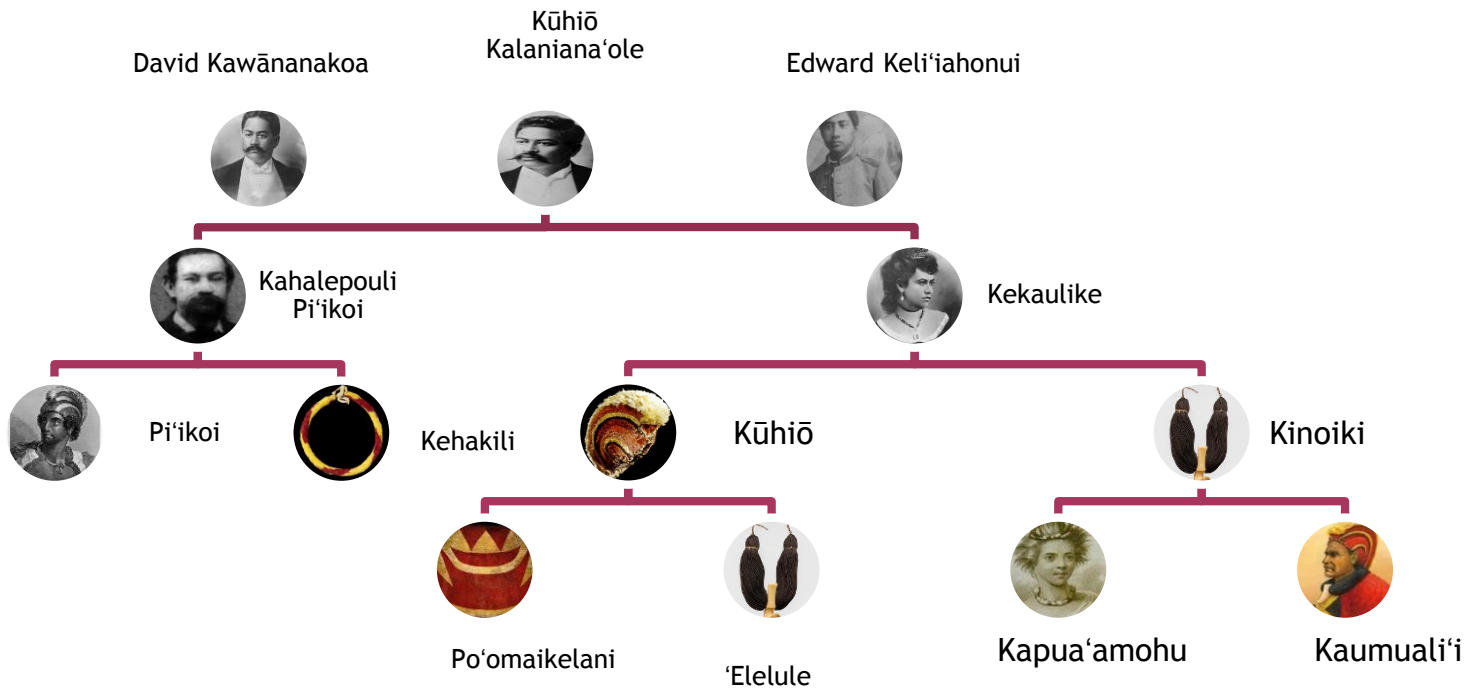 Kūhiō
Kalanianaʻole
David Kawānanakoa
Edward Keliʻiahonui
Kahalepouli
Piʻikoi
Kekaulike
Piʻikoi
Kehakili
Kūhiō
Kinoiki
Poʻomaikelani
ʻElelule
Kapuaʻamohu
Kaumualiʻi